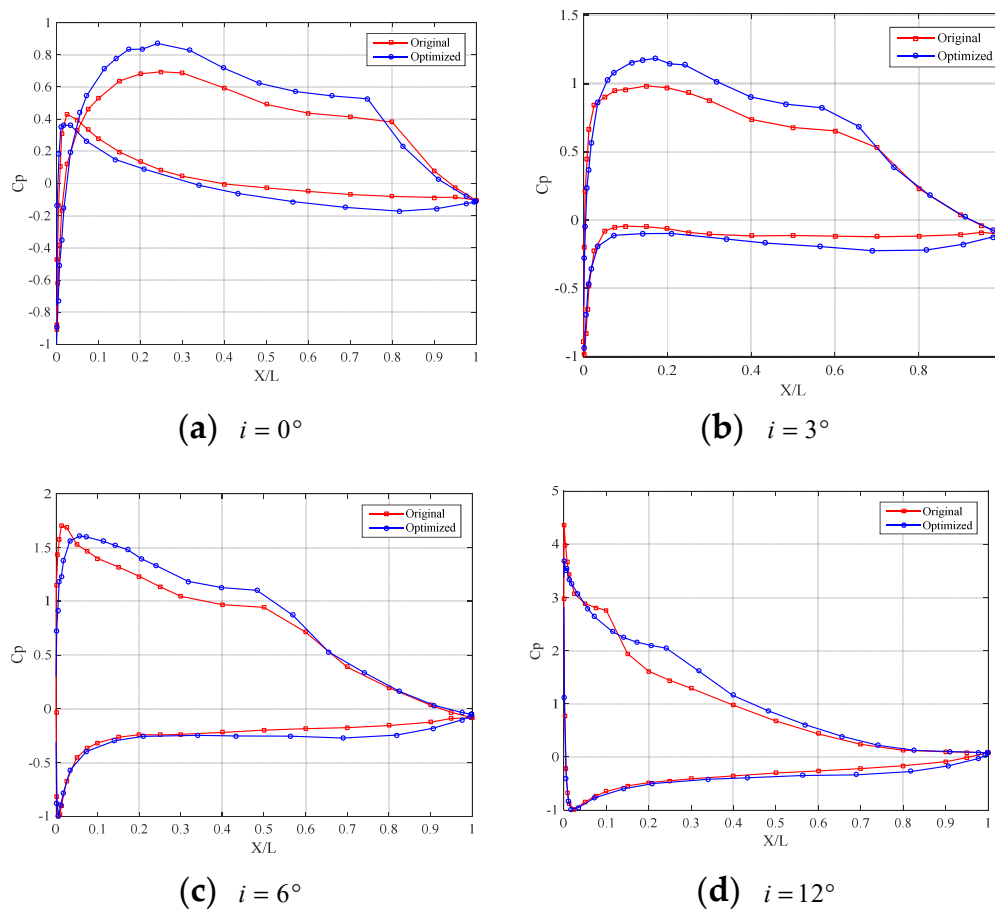 1
0.8
0.6
0.4
0.2
0
-0.2
-0.4
-0.6
-0.8
-1
Cp
Original
Optimized
0 0.1 0.2 0.3 0.4 0.5 0.6 0.7 0.8 0.9 1
X/L
(a) i = 0°
1.5
1
0.5
0
-0.5
-1
Cp
Original
Optimized
0 0.2 0.4 0.6 0.8
X/L
(b) i = 3°
2
1.5
1
0.5
0
-0.5
-1
Cp
Original
Optimized
0 0.1 0.2 0.3 0.4 0.5 0.6 0.7 0.8 0.9 1
X/L
(c) i = 6°
5
4
3
2
1
0
-1
Cp
Original
Optimized
0 0.1 0.2 0.3 0.4 0.5 0.6 0.7 0.8 0.9 1
X/L
(d) i = 12°